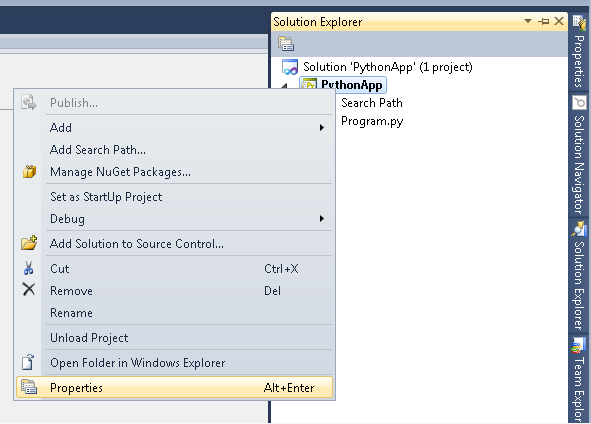 Solution Explorer
Solution 'PythonApp' (1 project)
PythonApp
Search Path
Program.py
Publish...
Add
Add Search Path...
Manage NuGet Packages...
Set as StartUp Project
Debug
Add Solution to Source Control...
Cut Ctrl+X
Remove Del
Rename
Unload Project
Open Folder in Windows Explorer
Properties Alt+Enter
Properties
Solution Navigator
Solution Explorer
Team Explor